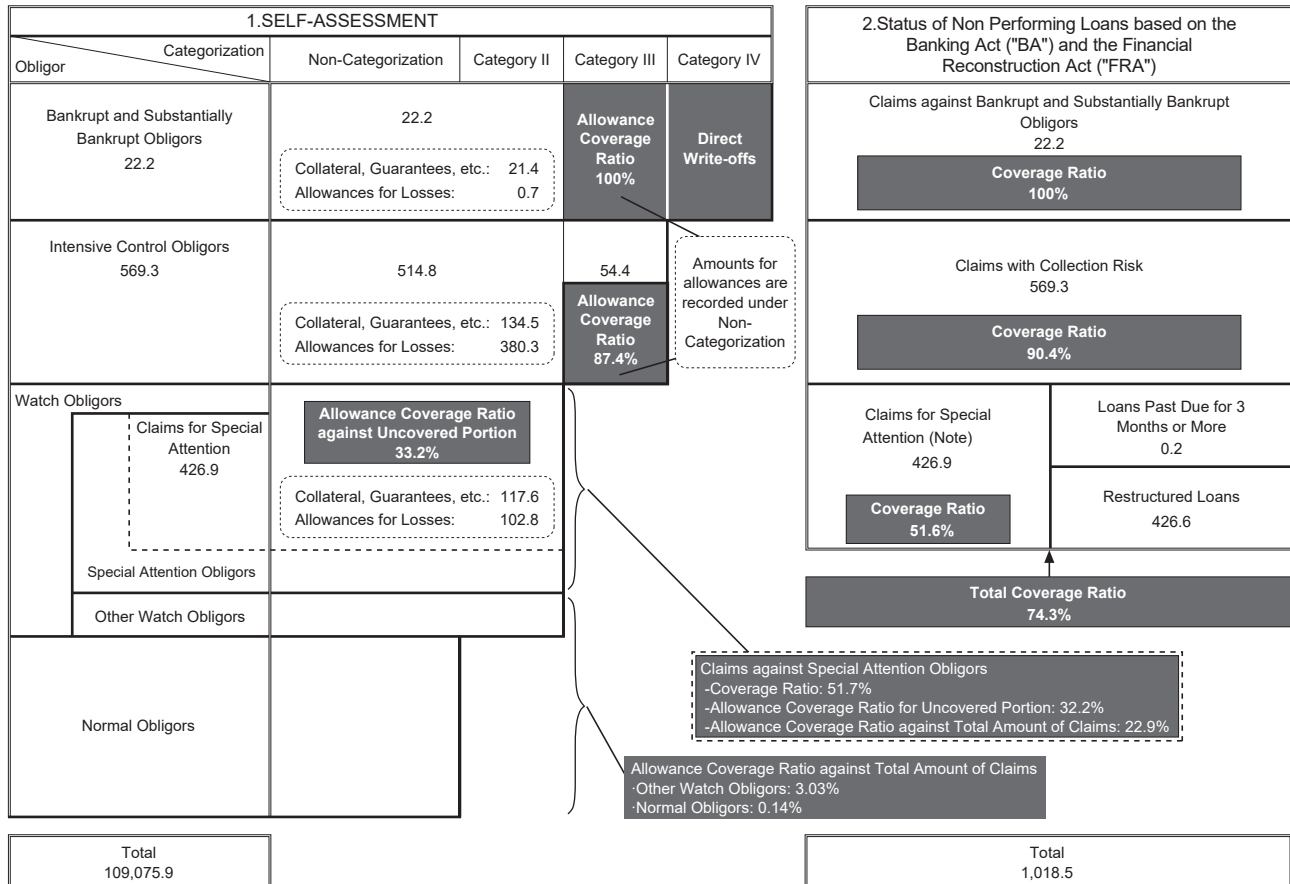 1.SELF-ASSESSMENT
Categorization
Obligor
Non-Categorization
Category II
Category III
Category IV
Bankrupt and Substantially
Bankrupt Obligors
22.2
22.2
Collateral, Guarantees, etc.: 21.4
Allowances for Losses: 0.7
Allowance
Coverage
Ratio
100%
Direct
Write-offs
Intensive Control Obligors
569.3
514.8
Collateral, Guarantees, etc.: 134.5
Allowances for Losses: 380.3
54.4
Allowance
Coverage
Ratio
87.4%
Amounts for
allowances are
recorded under
Non-
Categorization
Watch Obligors
Claims for Special
Attention
426.9
Allowance Coverage Ratio
against Uncovered Portion
33.2%
Collateral, Guarantees, etc.: 117.6
Allowances for Losses: 102.8
Special Attention Obligors
Other Watch Obligors
Normal Obligors
Claims against Special Attention Obligors
-Coverage Ratio: 51.7%
-Allowance Coverage Ratio for Uncovered Portion: 32.2%
-Allowance Coverage Ratio against Total Amount of Claims: 22.9%
Allowance Coverage Ratio against Total Amount of Claims
·Other Watch Obligors: 3.03%
·Normal Obligors: 0.14%
Total
109,075.9
2.Status of Non Performing Loans based on the
Banking Act ("BA") and the Financial
Reconstruction Act ("FRA")
Claims against Bankrupt and Substantially Bankrupt
Obligors
22.2
Coverage Ratio
100%
Claims with Collection Risk
569.3
Coverage Ratio
90.4%
Claims for Special
Attention (Note)
426.9
Coverage Ratio
51.6%
Loans Past Due for 3
Months or More
0.2
Restructured Loans
426.6
Total Coverage Ratio
74.3%
Total
1,018.5